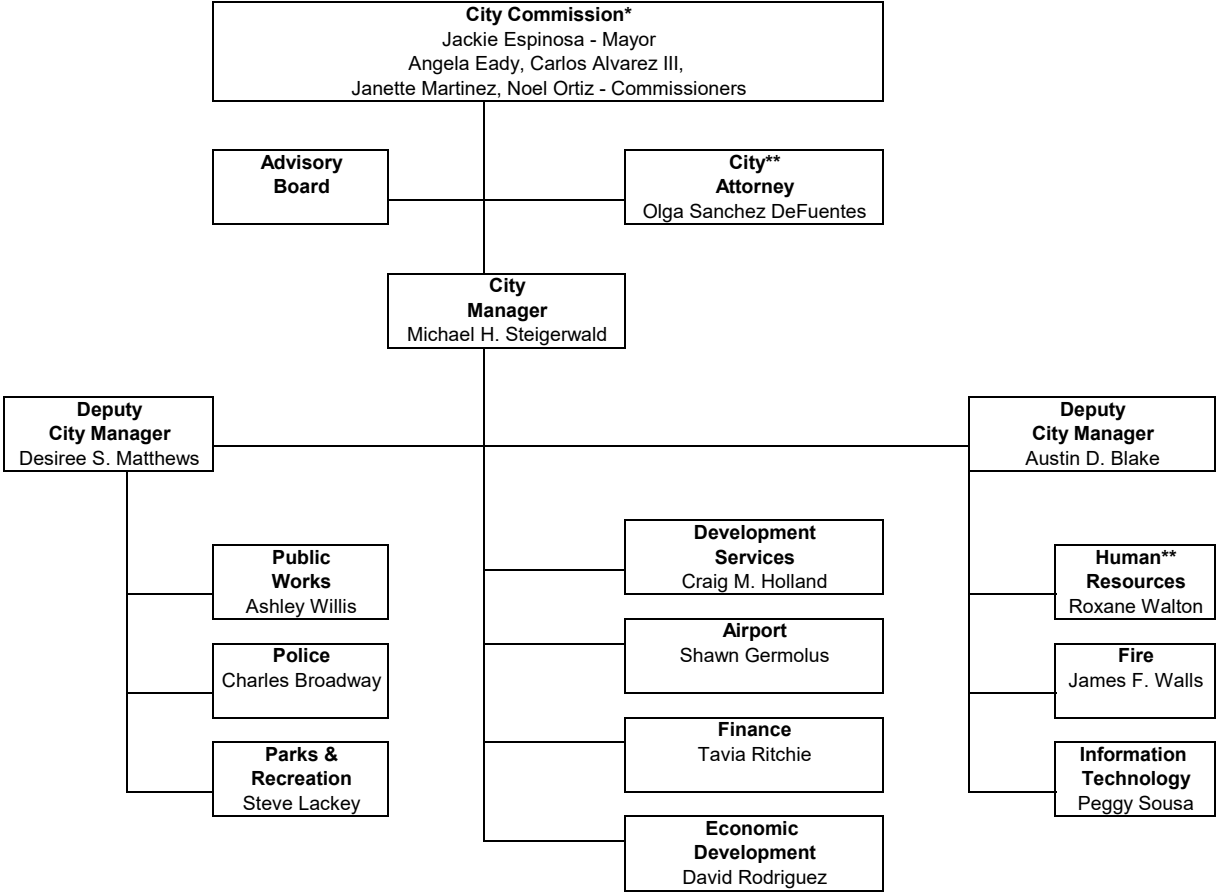 City Commission*
Jackie Espinosa - Mayor
Angela Eady, Carlos Alvarez III,
Janette Martinez, Noel Ortiz - Commissioners
Advisory
Board
City**
Attorney
Olga Sanchez DeFuentes
City
Manager
Michael H. Steigerwald
Deputy
City Manager
Desiree S. Matthews
Deputy
City Manager
Austin D. Blake
Public
Works
Ashley Willis
Police
Charles Broadway
Parks &
Recreation
Steve Lackey
Development
Services
Craig M. Holland
Airport
Shawn Germolus
Finance
Tavia Ritchie
Economic
Development
David Rodriguez
Human**
Resources
Roxane Walton
Fire
James F. Walls
Information
Technology
Peggy Sousa